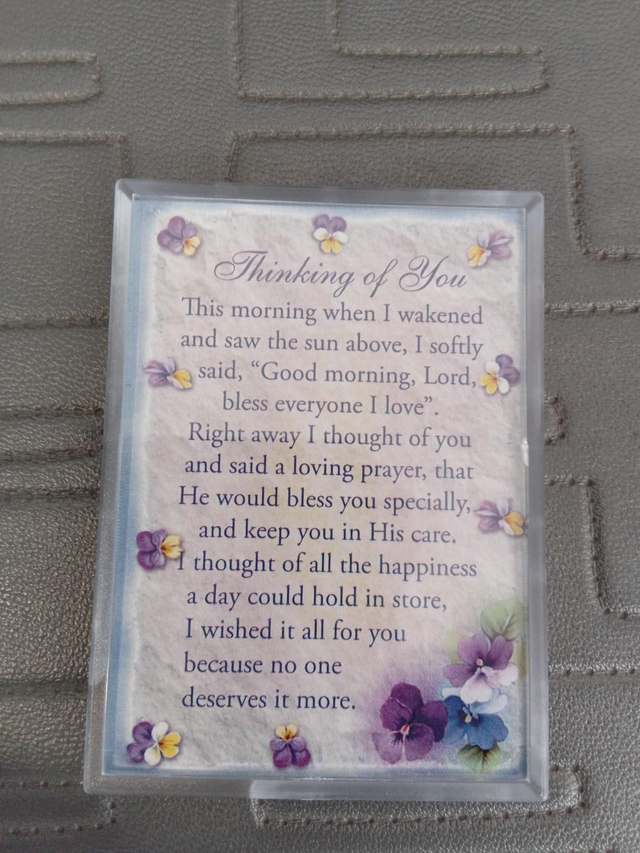 Thinking of You
This morning when I wakened
and saw the sun above, I softly
said, “Good morning, Lord,
bless everyone I love”.
Right away I thought of you
and said a loving prayer, that
He would bless you specially,
and keep you in His care.
I thought of all the happiness
a day could hold in store,
I wished it all for you
because no one
deserves it more.